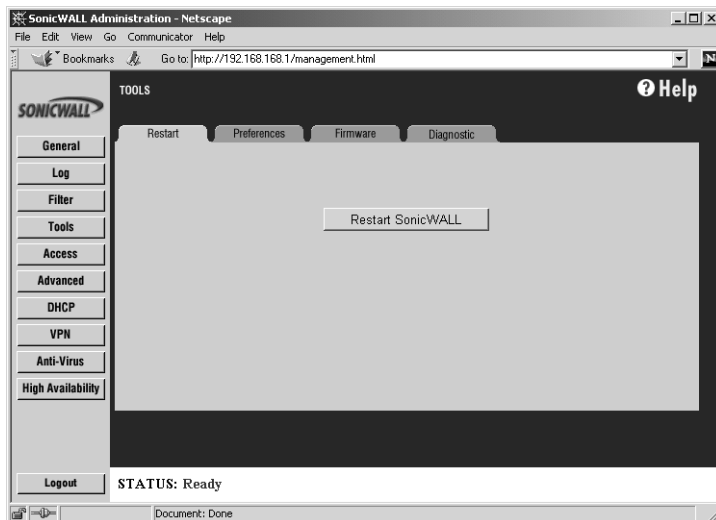 SonicWALL Administration - Netscape
File Edit View Go Communicator Help
Bookmarks Go to: http://192.168.168.1/management.html N
SONICWALL
TOOLS
? Help
Restart Preferences Firmware Diagnostic
General
Log
Filter
Tools
Access
Advanced
DHCP
VPN
Anti-Virus
High Availability
Restart SonicWALL
Logout
STATUS: Ready
Document: Done